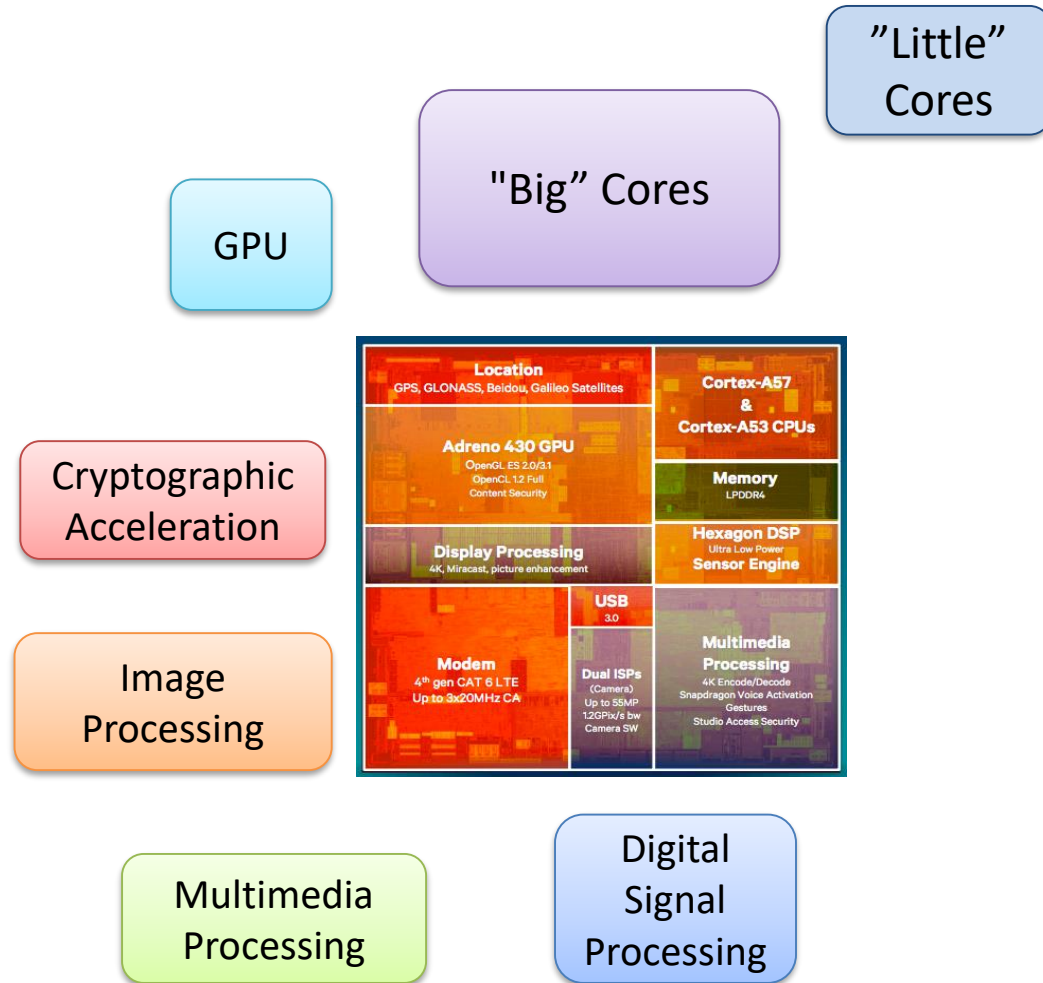 ”Little”
Cores
"Big” Cores
GPU
Location
GPS, GLONASS, Beidou, Galileo Satellites
Cortex-A57
&
Cortex-A53 CPUs
Adreno 430 GPU
OpenGL ES 2.0/3.1
OpenCL 1.2 Full
Content Security
Memory
LPDDR4
Hexagon DSP
Ultra Low Power
Sensor Engine
Display Processing
4K, Miracast, picture enhancement
USB
3.0
Modem
4th gen CAT 6 LTE
Up to 3x20MHz CA
Dual ISPs
(Camera)
Up to 55MP
1.2GPix/s bw
Camera SW
Multimedia
Processing
4K Encode/Decode
Snapdragon Voice Activation
Gestures
Studio Access Security
Cryptographic
Acceleration
Image
Processing
Multimedia
Processing
Digital
Signal
Processing